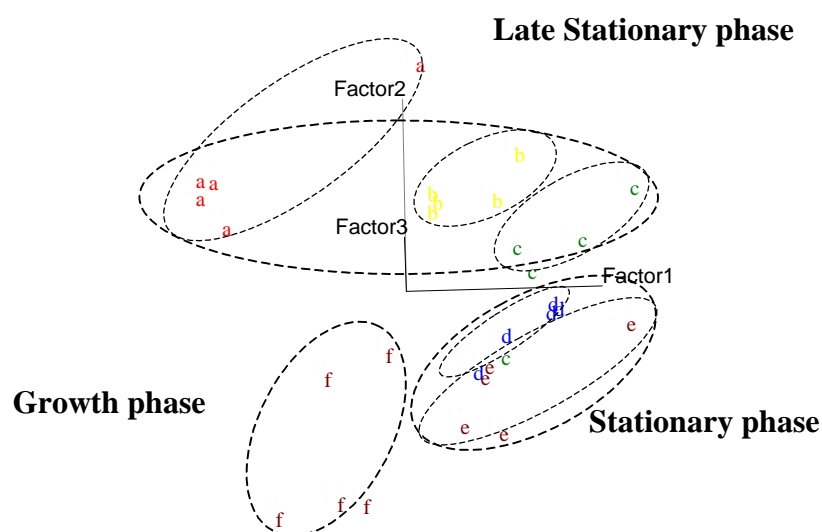 Late Stationary phase
a
Factor2
b
a a
a
b
b
b
b
c
a
Factor3
c
c
c
Factor1
d
d
d
e
d
f
c
e
d
e
f
Growth phase
Stationary phase
e
e
f
f
f